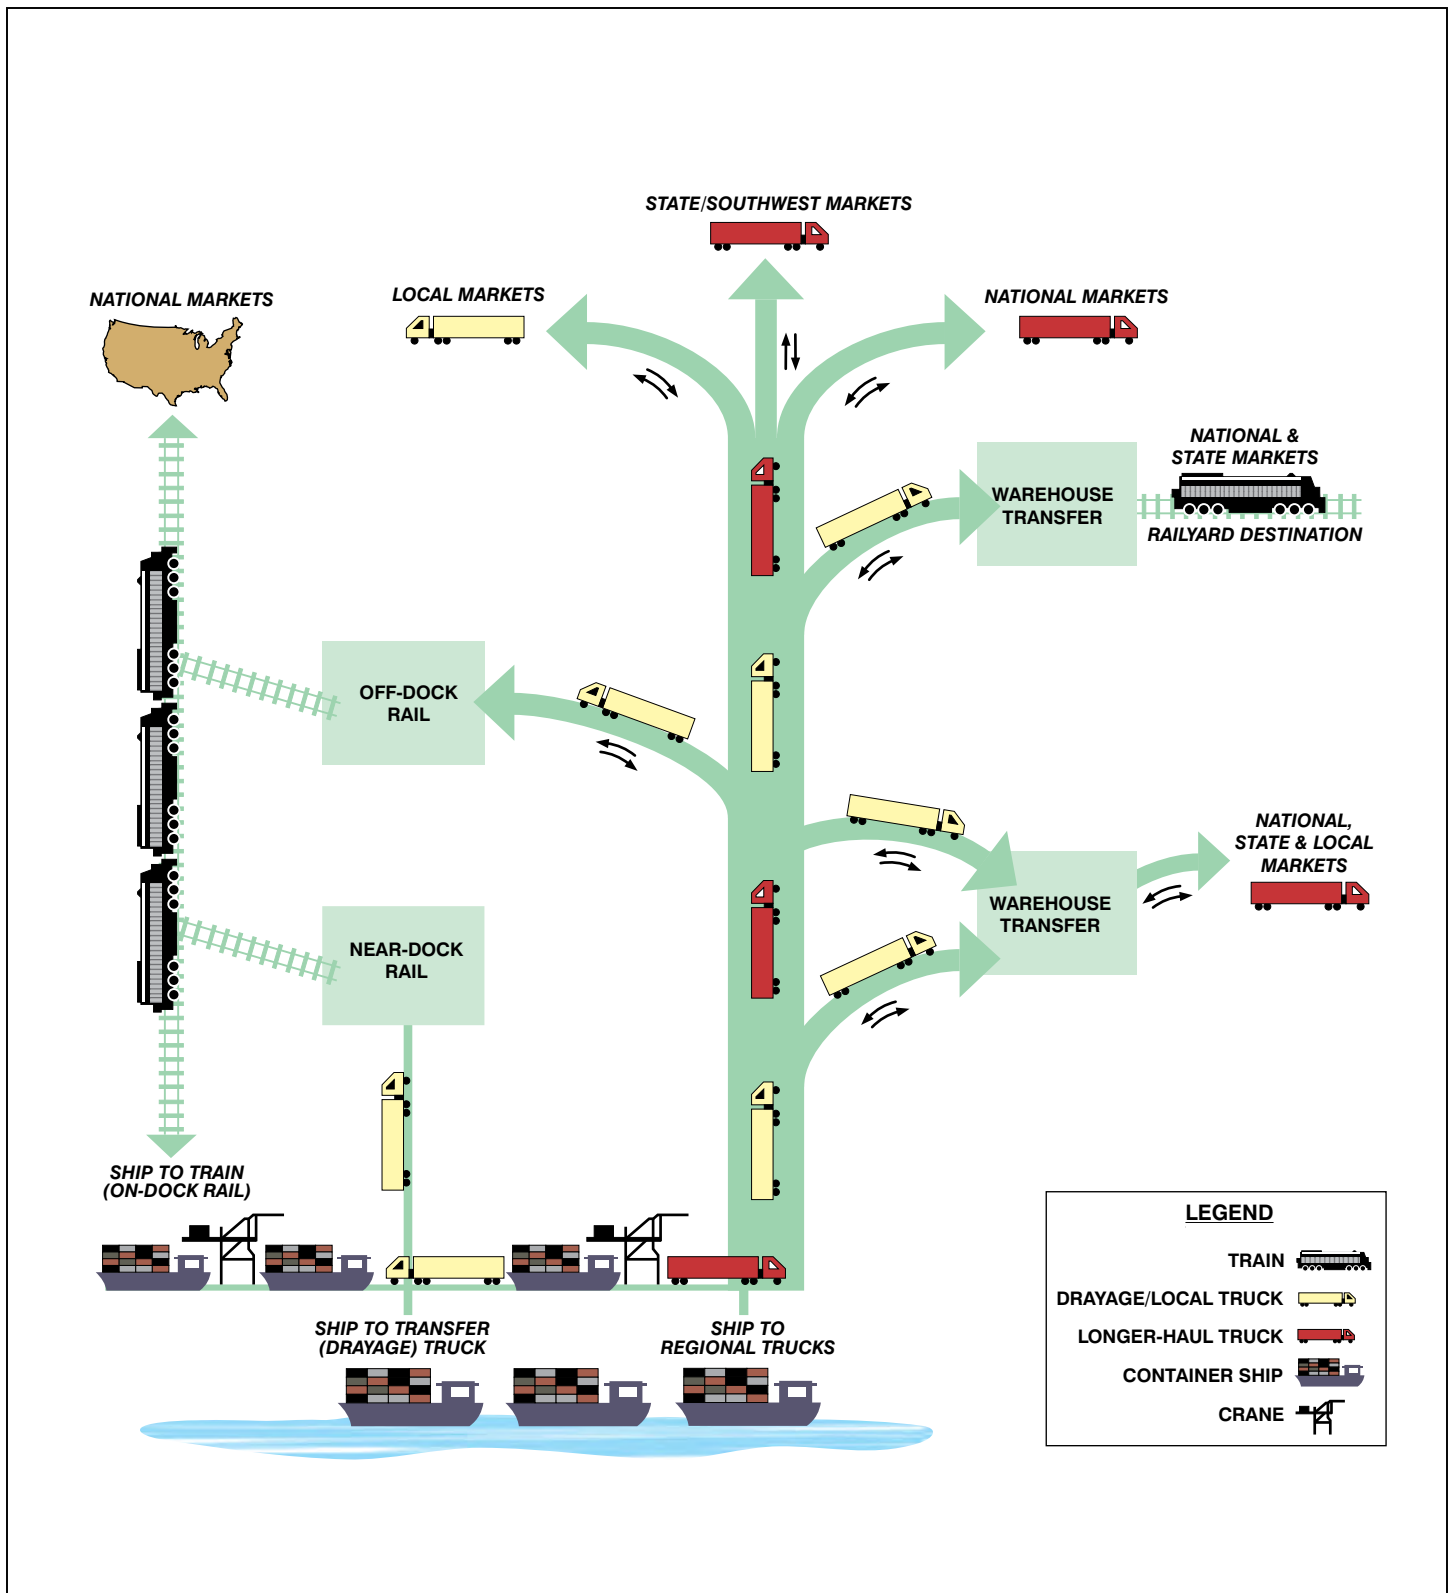 STATE/SOUTHWEST MARKETS
NATIONAL MARKETS
LOCAL MARKETS
NATIONAL MARKETS
NATIONAL &
STATE MARKETS
WAREHOUSE
TRANSFER
RAILYARD DESTINATION
OFF-DOCK
RAIL
NATIONAL,
STATE & LOCAL
MARKETS
WAREHOUSE
TRANSFER
NEAR-DOCK
RAIL
SHIP TO TRAIN
(ON-DOCK RAIL)
SHIP TO TRANSFER
(DRAYAGE) TRUCK
SHIP TO
REGIONAL TRUCKS
LEGEND
TRAIN
DRAYAGE/LOCAL TRUCK
LONGER-HAUL TRUCK
CONTAINER SHIP
CRANE